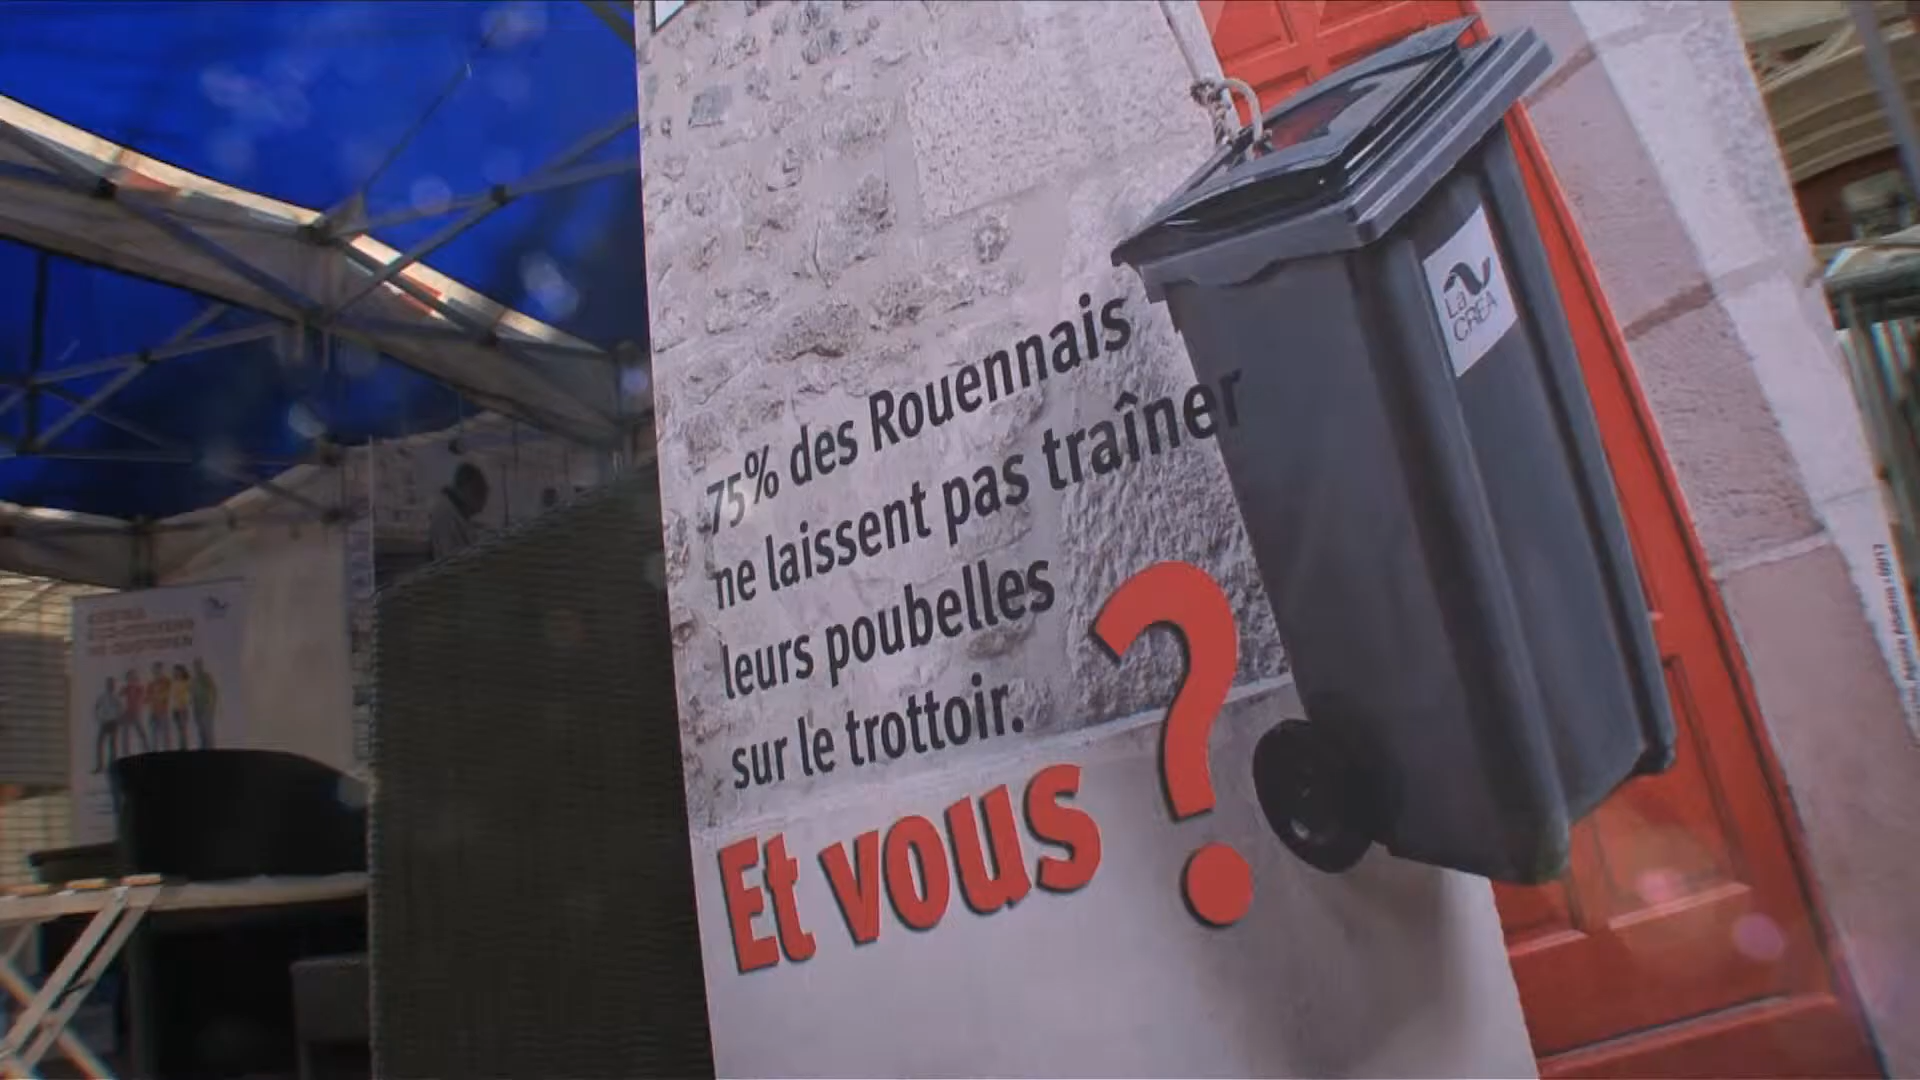 75% des Rouennais
ne laissent pas traîner
leurs poubelles
sur le trottoir.
Et vous ?
La
CREA